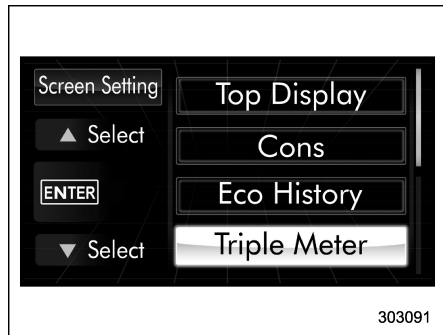 Screen Setting
▲ Select
ENTER
▼ Select
Top Display
Cons
Eco History
Triple Meter
303091